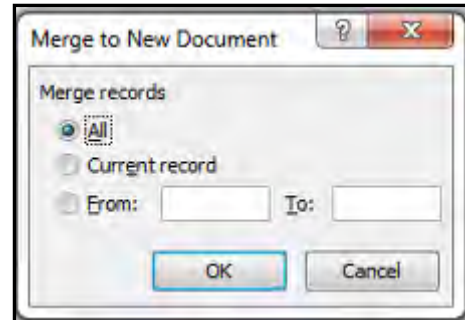 Merge to New Document ?
Merge records
All
Current record
From: To:
OK Cancel